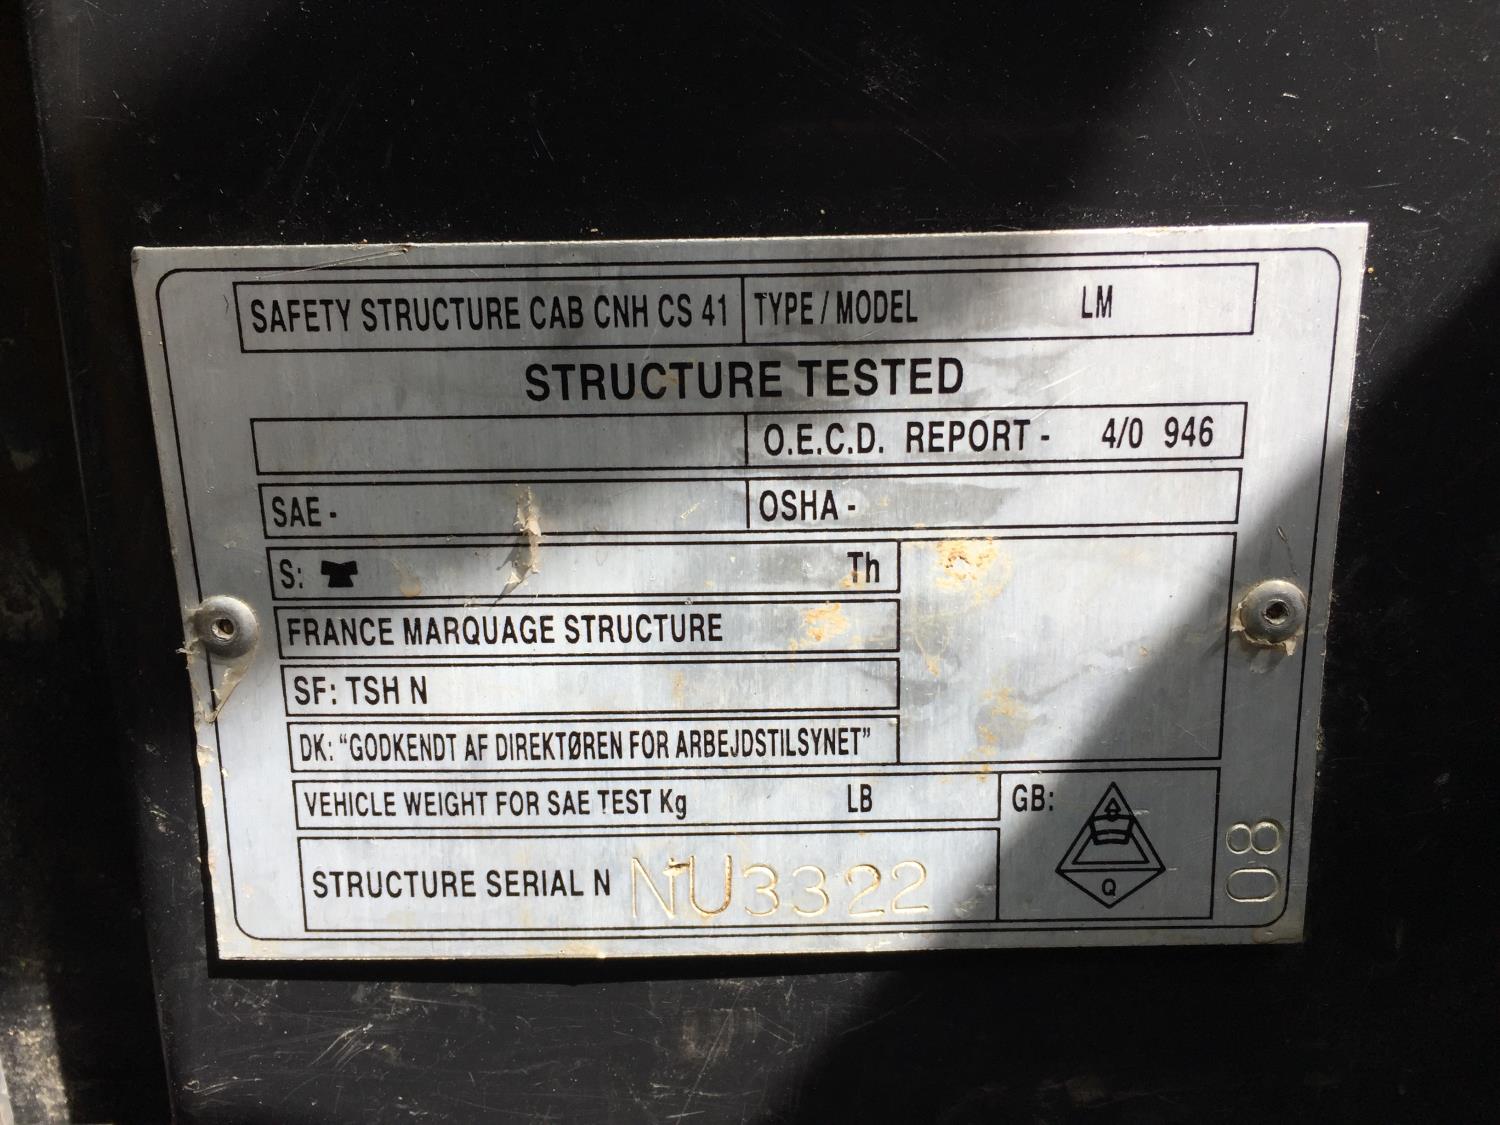 SAFETY STRUCTURE CAB CNH CS 41 TYPE / MODEL LM
STRUCTURE TESTED
O.E.C.D. REPORT - 4/0 946
SAE - OSHA -
S: Th
FRANCE MARQUAGE STRUCTURE
SF: TSH N
DK: “GODKENDT AF DIREKTØREN FOR ARBEJDSTILSYNET”
VEHICLE WEIGHT FOR SAE TEST Kg LB GB:
STRUCTURE SERIAL N NU3322
Q
08